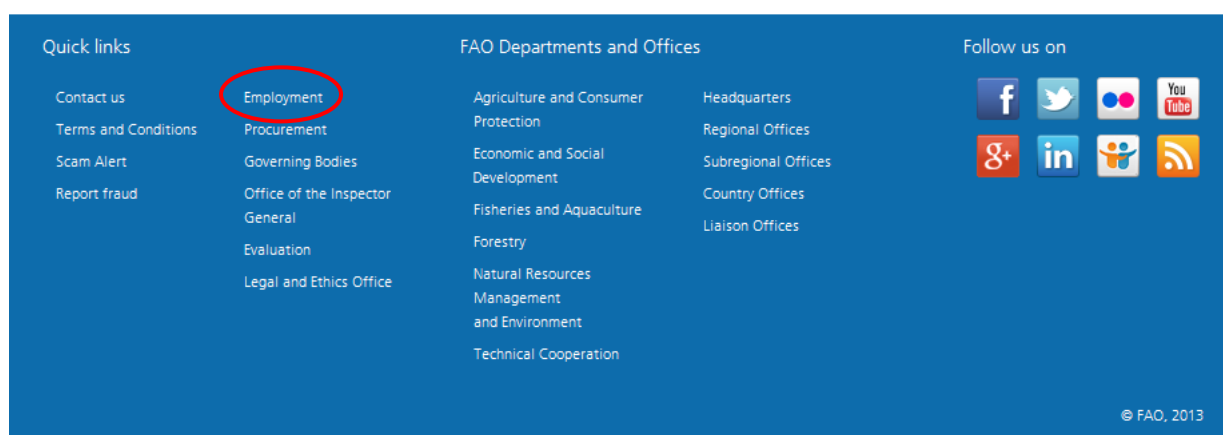 Quick links
Contact us
Terms and Conditions
Scam Alert
Report fraud
Employment
Procurement
Governing Bodies
Office of the Inspector
General
Evaluation
Legal and Ethics Office
FAO Departments and Offices
Agriculture and Consumer
Protection
Economic and Social
Development
Fisheries and Aquaculture
Forestry
Natural Resources
Management
and Environment
Technical Cooperation
Headquarters
Regional Offices
Subregional Offices
Country Offices
Liaison Offices
Follow us on
f
You
Tube
g+
in
© FAO, 2013